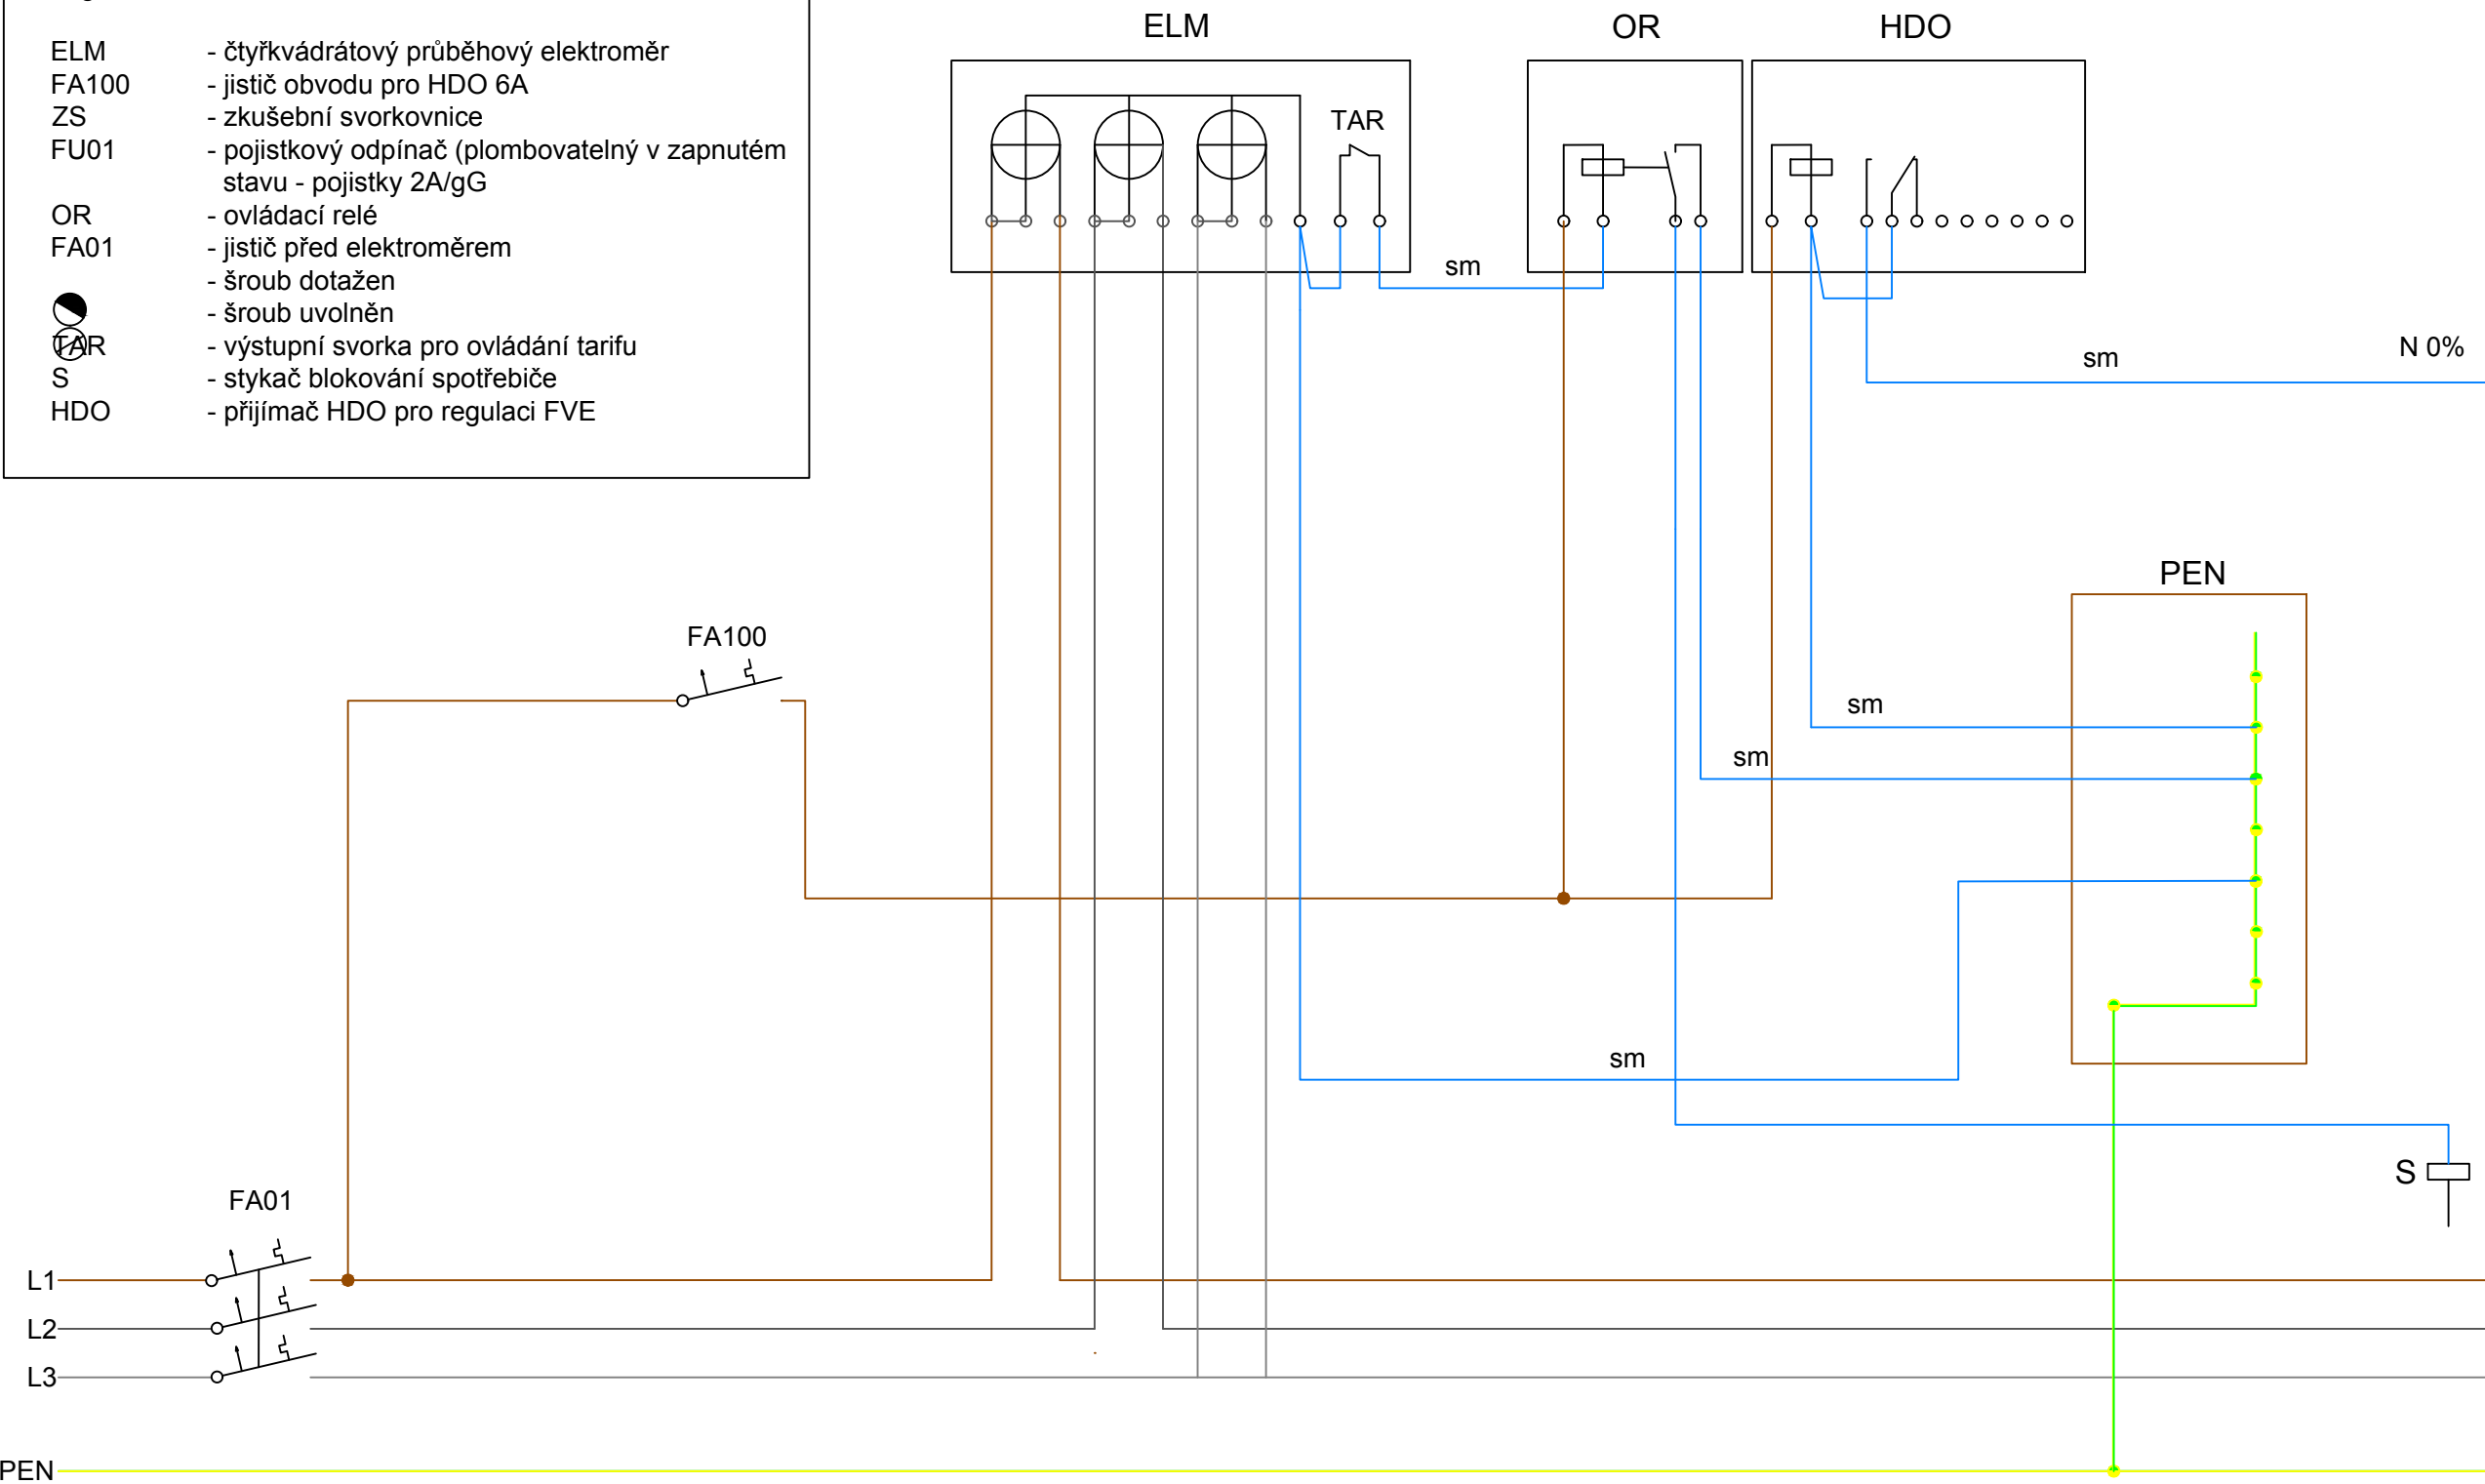 ELM - čtyřkvádrátový průběhový elektroměr
FA100 - jistič obvodu pro HDO 6A
ZS - zkušební svorkovnice
FU01 - pojistkový odpínač (plombovatelný v zapnutém
stavu - pojistky 2A/gG
OR - ovládací relé
FA01 - jistič před elektroměrem
- šroub dotažen
- šroub uvolněn
TAR - výstupní svorka pro ovládání tarifu
S - stykač blokování spotřebiče
HDO - přijímač HDO pro regulaci FVE
ELM
OR
HDO
TAR
sm
N 0%
sm
PEN
FA100
sm
sm
sm
S
FA01
L1
L2
L3
PEN